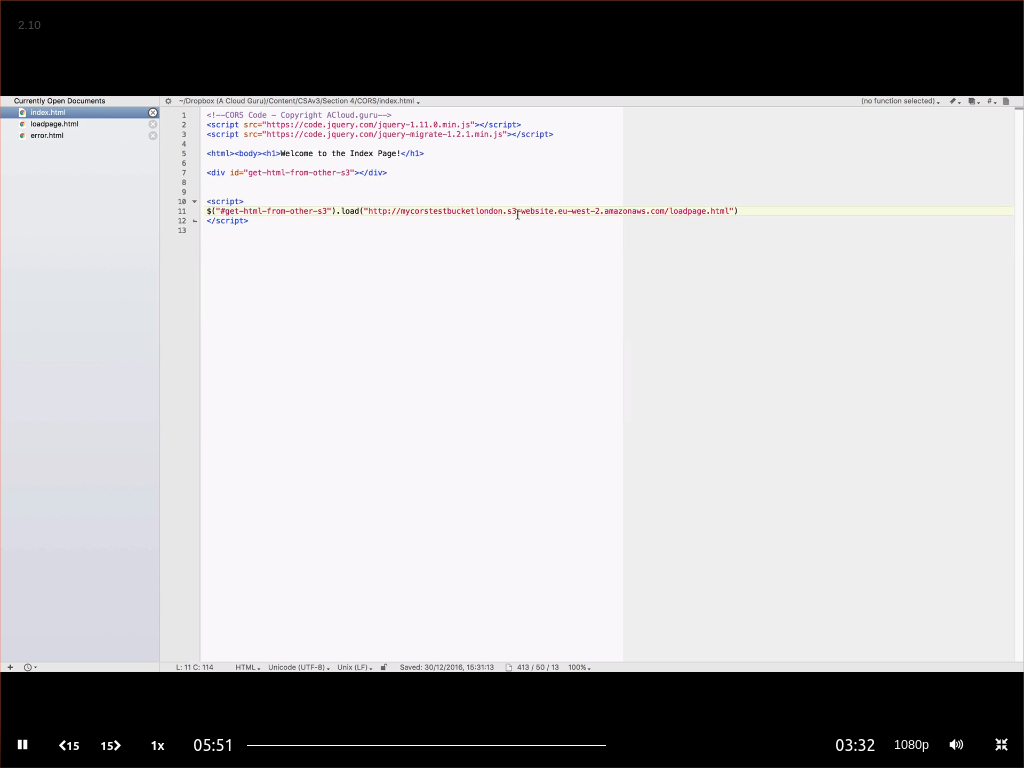 2.10
Currently Open Documents
~/Dropbox (A Cloud Guru)/Content/CSAv3/Section 4/CORS/index.html
(no function selected)
index.html
loadpage.html
error.html
1 <!--CORS Code - Copyright ACloud.guru-->
2 <script src="https://code.jquery.com/jquery-1.11.0.min.js"></script>
3 <script src="https://code.jquery.com/jquery-migrate-1.2.1.min.js"></script>
4
5 <html><body><h1>Welcome to the Index Page!</h1>
6
7 <div id="get-html-from-other-s3"></div>
8
9
10 <script>
11 $("#get-html-from-other-s3").load("http://mycorstestbucketlondon.s3-website.eu-west-2.amazonaws.com/loadpage.html")
12 </script>
13
L: 11 C: 114 HTML Unicode (UTF-8) Unix (LF) Saved: 30/12/2016, 15:31:13 413 / 50 / 13 100%
15 15 1x 05:51 03:32 1080p